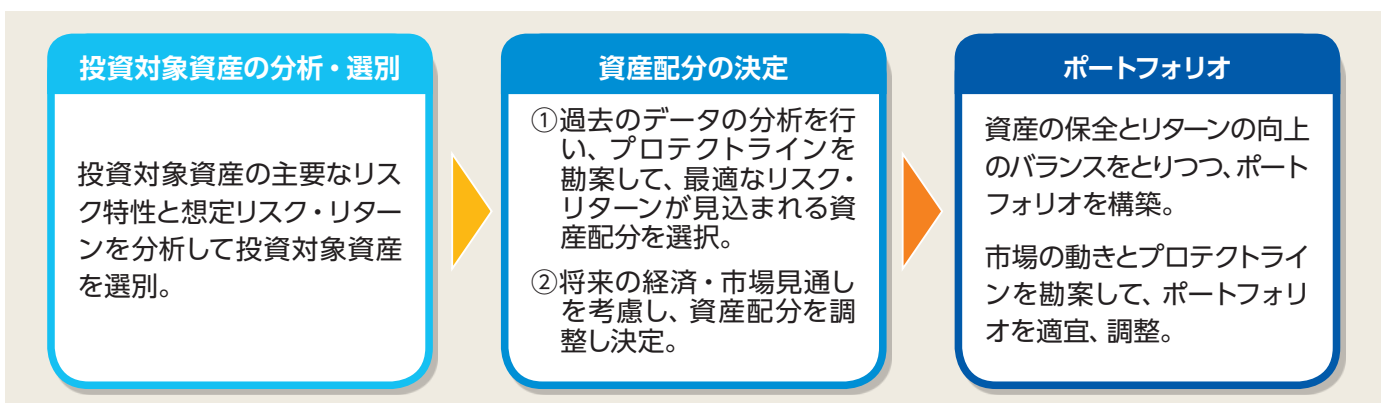 投資対象資産の分析・選別
投資対象資産の主要なリス
ク特性と想定リスク・リター
ンを分析して投資対象資産
を選別。
資産配分の決定
①過去のデータの分析を行
い、プロテクトラインを
勘案して、最適なリスク・
リターンが見込まれる資
産配分を選択。
②将来の経済・市場見通し
を考慮し、資産配分を調
整し決定。
ポートフォリオ
資産の保全とリターンの向上
のバランスをとりつつ、ポート
フォリオを構築。
市場の動きとプロテクトライ
ンを勘案して、ポートフォリ
オを適宜、調整。